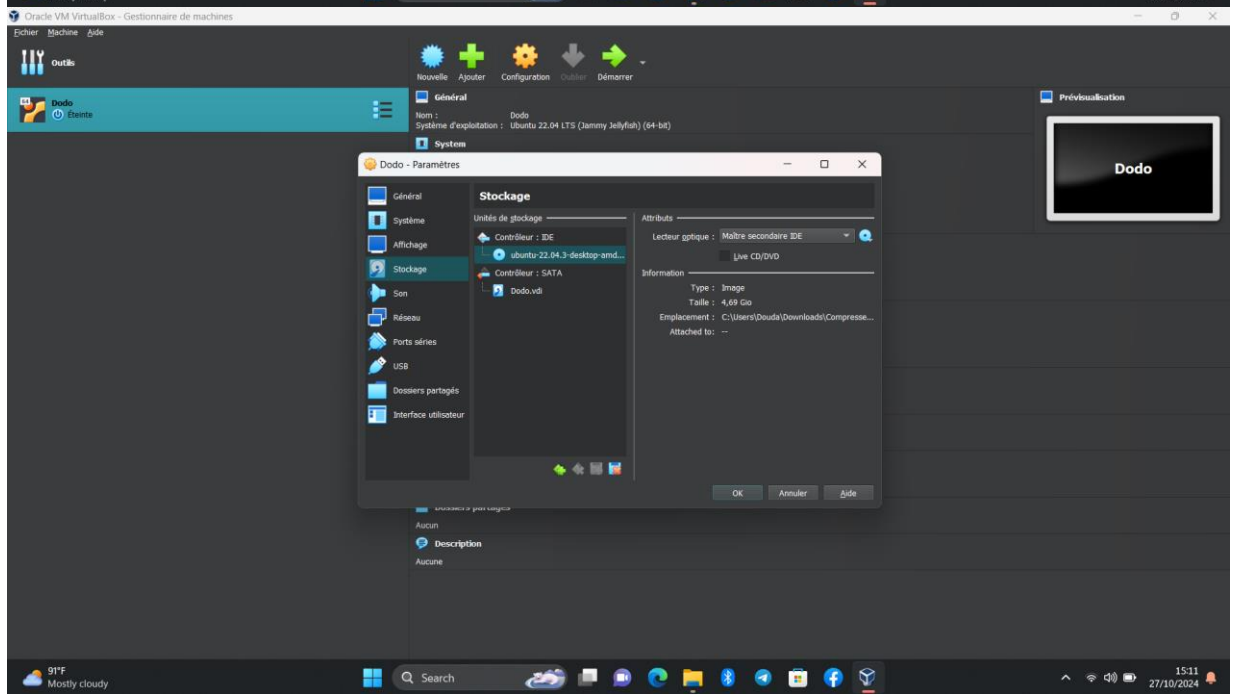 Oracle VM VirtualBox - Gestionnaire de machines
Fichier Machine Aide
Outils
Nouvelle Ajouter Configuration Oublier Démarrer
Dodo
Éteinte
Général
Nom : Dodo
Système d'exploitation : Ubuntu 22.04 LTS (Jammy Jellyfish) (64-bit)
System
Prévisualisation
Dodo
Dodo - Paramètres
Général
Système
Affichage
Stockage
Son
Réseau
Ports séries
USB
Dossiers partagés
Interface utilisateur
Stockage
Unités de stockage
Contrôleur : IDE
ubuntu-22.04.3-desktop-amd...
Contrôleur : SATA
Dodo.vdi
Attributs
Lecteur optique : Maître secondaire IDE
Live CD/DVD
Information
Type : Image
Taille : 4,69 Gio
Emplacement : C:\Users\Douda\Downloads\Compresse...
Attached to: --
OK Annuler Aide
Dossiers partagés
Aucun
Description
Aucune
91°F
Mostly cloudy
Search
15:11
27/10/2024